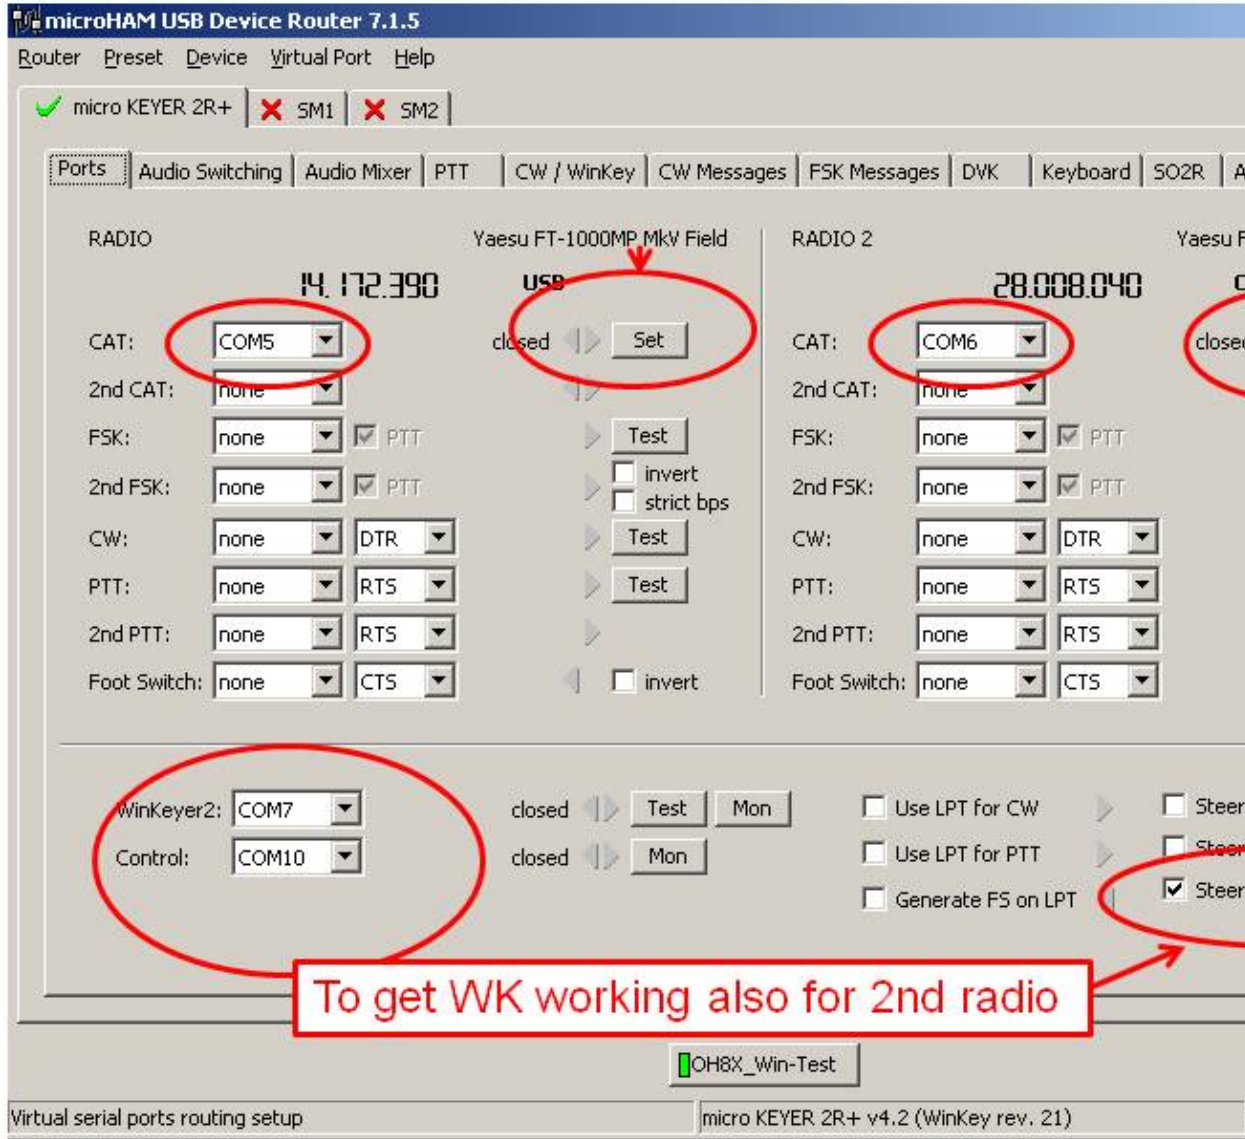 microHAM USB Device Router 7.1.5
Router Preset Device Virtual Port Help
micro KEYER 2R+ SM1 SM2
Ports Audio Switching Audio Mixer PTT CW / WinKey CW Messages FSK Messages DVK Keyboard SO2R A
RADIO Yaesu FT-1000MP MkV Field RADIO 2 Yaesu F
14.172.390 USB 28.008.040 C
CAT: COM5 closed Set CAT: COM6 closed
2nd CAT: none 2nd CAT: none
FSK: none PTT Test FSK: none PTT
2nd FSK: none PTT invert 2nd FSK: none PTT
strict bps
CW: none DTR Test CW: none DTR
PTT: none RTS Test PTT: none RTS
2nd PTT: none RTS 2nd PTT: none RTS
Foot Switch: none CTS invert Foot Switch: none CTS
WinKeyer2: COM7 closed Test Mon Use LPT for CW Steer
Control: COM10 closed Mon Use LPT for PTT Steer
Generate FS on LPT Steer
To get WK working also for 2nd radio
OH8X_Win-Test
Virtual serial ports routing setup micro KEYER 2R+ v4.2 (WinKey rev. 21)